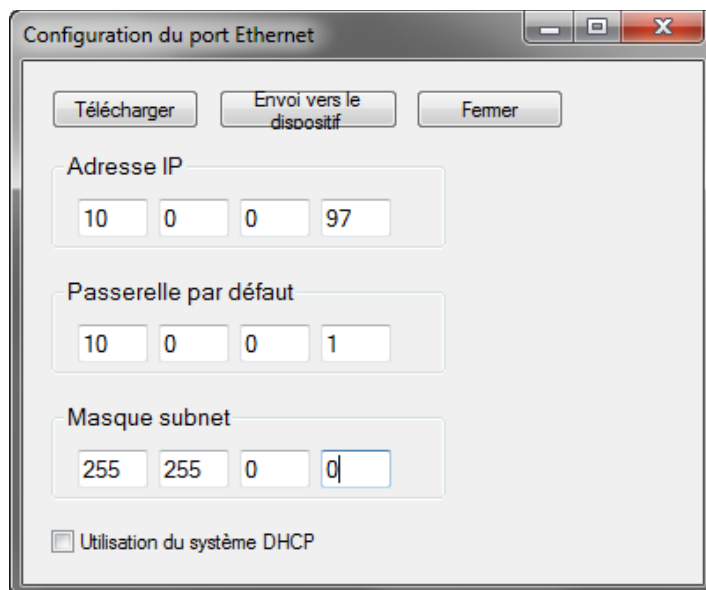 Configuration du port Ethernet
Télécharger
Envoi vers le
dispositif
Fermer
Adresse IP
10 0 0 97
Passerelle par défaut
10 0 0 1
Masque subnet
255 255 0 0
Utilisation du système DHCP